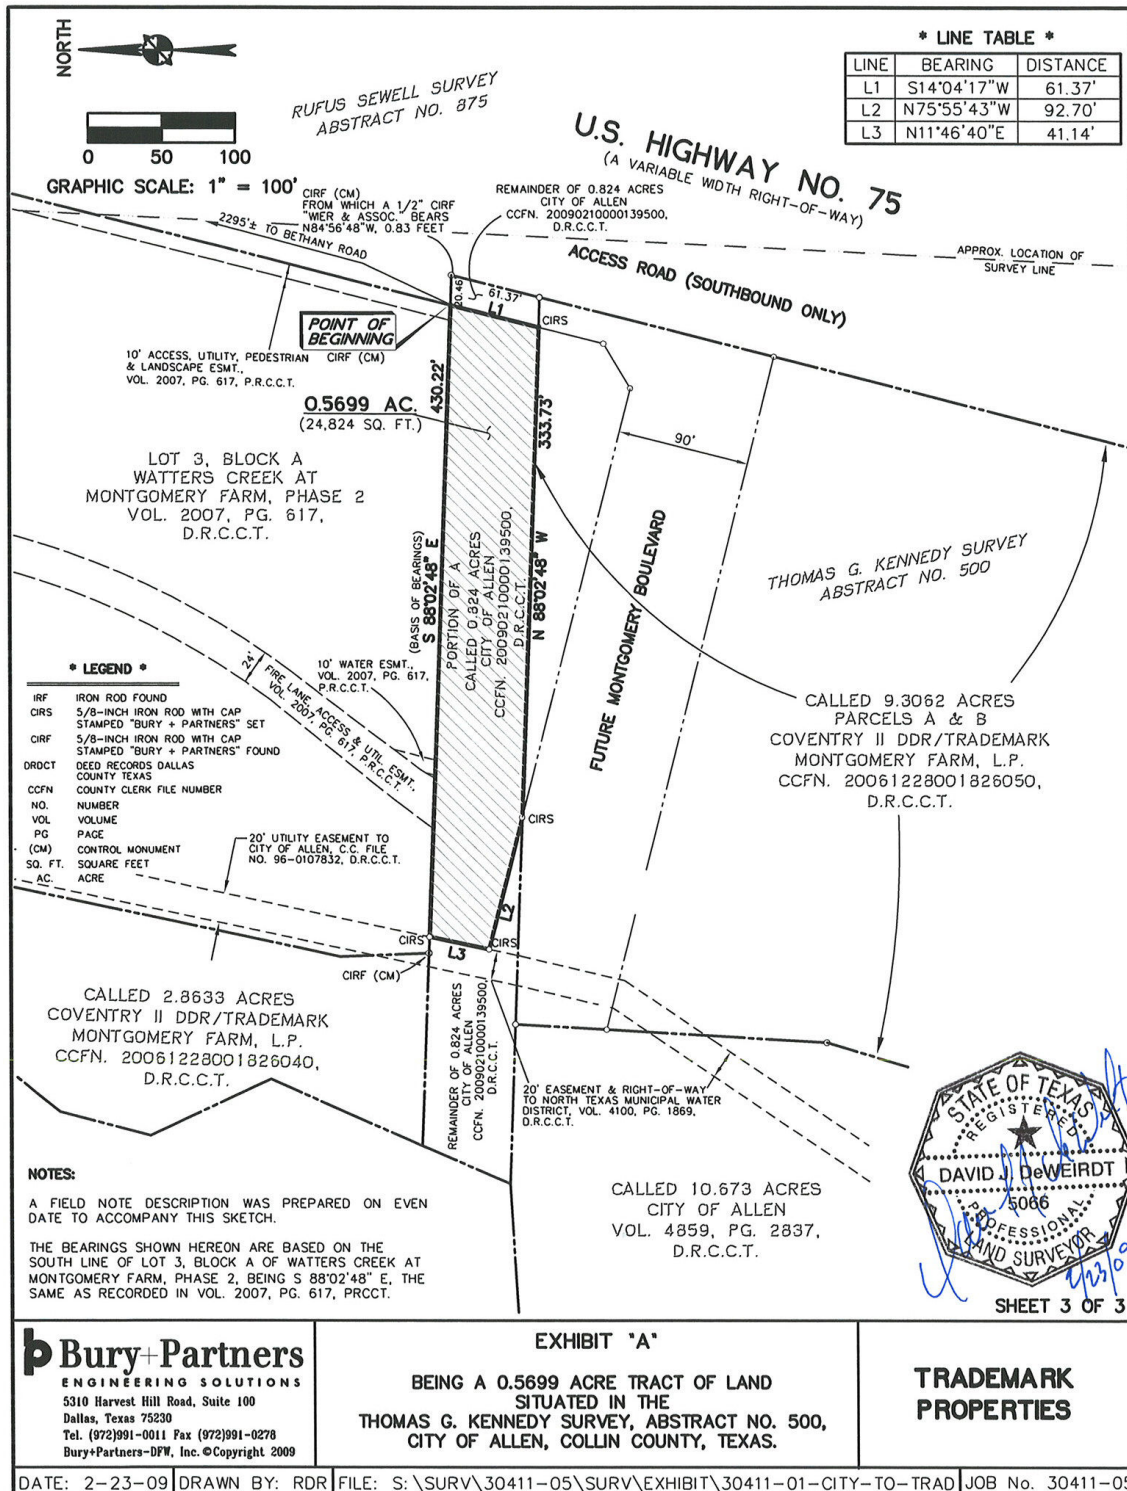 NORTH
0 50 100
GRAPHIC SCALE: 1" = 100'
RUFUS SEWELL SURVEY
ABSTRACT NO. 875
* LINE TABLE *
LINE BEARING DISTANCE
L1 S14°04'17"W 61.37'
L2 N75°55'43"W 92.70'
L3 N11°46'40"E 41.14'
U.S. HIGHWAY NO. 75
(A VARIABLE WIDTH RIGHT-OF-WAY)
CIRF (CM)
FROM WHICH A 1/2" CIRF
"WIER & ASSOC." BEARS
N84°56'48"W, 0.83 FEET
REMAINDER OF 0.824 ACRES
CITY OF ALLEN
CCFN. 20090210000139500,
D.R.C.C.T.
2295'± TO BETHANY ROAD
APPROX. LOCATION OF
SURVEY LINE
ACCESS ROAD (SOUTHBOUND ONLY)
20.46'
61.37'
L1
CIRS
POINT OF
BEGINNING
CIRF (CM)
10' ACCESS, UTILITY, PEDESTRIAN
& LANDSCAPE ESMT.,
VOL. 2007, PG. 617, P.R.C.C.T.
0.5699 AC.
(24,824 SQ. FT.)
430.22'
333.73'
90'
LOT 3, BLOCK A
WATTERS CREEK AT
MONTGOMERY FARM, PHASE 2
VOL. 2007, PG. 617,
D.R.C.C.T.
(BASIS OF BEARINGS)
S 88°02'48" E
PORTION OF A
CALLED 0.824 ACRES
CITY OF ALLEN
CCFN. 20090210000139500,
D.R.C.C.T.
N 88°02'48" W
FUTURE MONTGOMERY BOULEVARD
THOMAS G. KENNEDY SURVEY
ABSTRACT NO. 500
24'
FIRE LANE, ACCESS & UTIL. ESMT.,
VOL. 2007, PG. 617, P.R.C.C.T.
10' WATER ESMT.,
VOL. 2007, PG. 617,
P.R.C.C.T.
* LEGEND *
IRF IRON ROD FOUND
CIRS 5/8-INCH IRON ROD WITH CAP
STAMPED "BURY + PARTNERS" SET
CIRF 5/8-INCH IRON ROD WITH CAP
STAMPED "BURY + PARTNERS" FOUND
DRDCT DEED RECORDS DALLAS
COUNTY TEXAS
CCFN COUNTY CLERK FILE NUMBER
NO. NUMBER
VOL VOLUME
PG PAGE
(CM) CONTROL MONUMENT
SQ. FT. SQUARE FEET
AC. ACRE
CALLED 9.3062 ACRES
PARCELS A & B
COVENTRY II DDR/TRADEMARK
MONTGOMERY FARM, L.P.
CCFN. 20061228001826050,
D.R.C.C.T.
20' UTILITY EASEMENT TO
CITY OF ALLEN, C.C. FILE
NO. 96-0107832, D.R.C.C.T.
CIRS
L2
CIRS
L3
CIRS
CIRF (CM)
CALLED 2.8633 ACRES
COVENTRY II DDR/TRADEMARK
MONTGOMERY FARM, L.P.
CCFN. 20061228001826040,
D.R.C.C.T.
REMAINDER OF 0.824 ACRES
CITY OF ALLEN
CCFN. 20090210000139500,
D.R.C.C.T.
20' EASEMENT & RIGHT-OF-WAY
TO NORTH TEXAS MUNICIPAL WATER
DISTRICT, VOL. 4100, PG. 1869,
D.R.C.C.T.
CALLED 10.673 ACRES
CITY OF ALLEN
VOL. 4859, PG. 2837,
D.R.C.C.T.
STATE OF TEXAS
REGISTERED
DAVID J. DeWEIRDT
5066
PROFESSIONAL
LAND SURVEYOR
2/23/09
SHEET 3 OF 3
NOTES:
A FIELD NOTE DESCRIPTION WAS PREPARED ON EVEN
DATE TO ACCOMPANY THIS SKETCH.
THE BEARINGS SHOWN HEREON ARE BASED ON THE
SOUTH LINE OF LOT 3, BLOCK A OF WATTERS CREEK AT
MONTGOMERY FARM, PHASE 2, BEING S 88°02'48" E, THE
SAME AS RECORDED IN VOL. 2007, PG. 617, PRCCT.
Bury+Partners
ENGINEERING SOLUTIONS
5310 Harvest Hill Road, Suite 100
Dallas, Texas 75230
Tel. (972)991-0011 Fax (972)991-0278
Bury+Partners-DFW, Inc. ©Copyright 2009
EXHIBIT "A"
BEING A 0.5699 ACRE TRACT OF LAND
SITUATED IN THE
THOMAS G. KENNEDY SURVEY, ABSTRACT NO. 500,
CITY OF ALLEN, COLLIN COUNTY, TEXAS.
TRADEMARK
PROPERTIES
DATE: 2-23-09 DRAWN BY: RDR FILE: S:\SURV\30411-05\SURV\EXHIBIT\30411-01-CITY-TO-TRAD JOB No. 30411-05